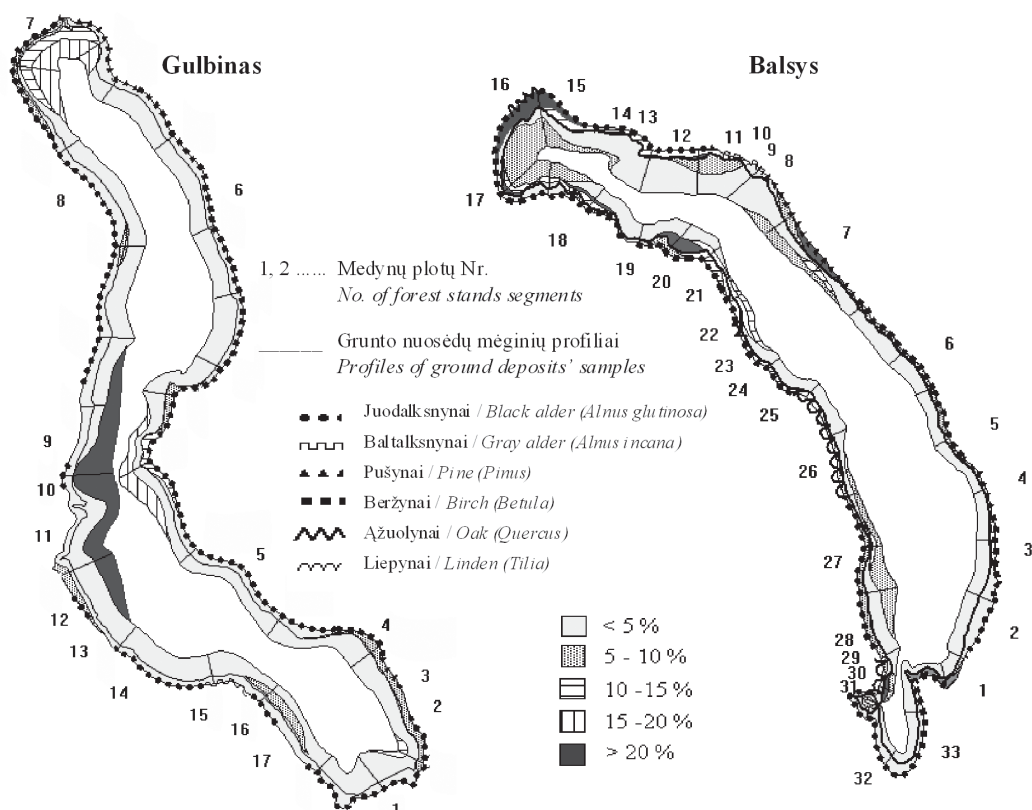 Gulbinas
7
8
6
9
10
11
12
13
14
15
16
17
5
4
3
2
1
Balsys
16
15
14
13
12
11
10
9
8
7
17
18
19
20
21
22
23
24
25
26
27
28
29
30
31
32
33
6
5
4
3
2
1
1, 2 ...... Medynų plotų Nr.
No. of forest stands segments
______ Grunto nuosėdų mėginių profiliai
Profiles of ground deposits' samples
Juodalksnynai / Black alder (Alnus glutinosa)
Baltalksnynai / Gray alder (Almus incana)
Pušynai / Pine (Pinus)
Beržynai / Birch (Betula)
Ąžuolynai / Oak (Quercus)
Liepynai / Linden (Tilia)
< 5 %
5 - 10 %
10 -15 %
15 -20 %
> 20 %